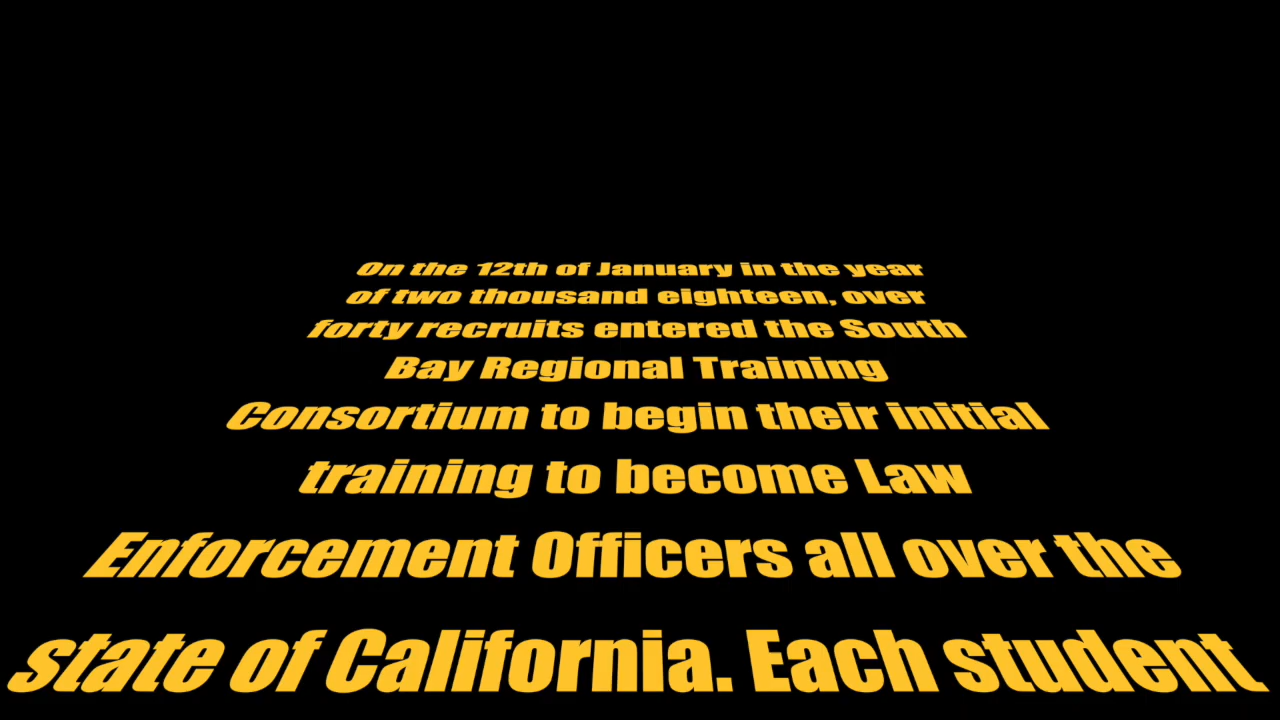 On the 12th of January in the year
of two thousand eighteen, over
forty recruits entered the South
Bay Regional Training
Consortium to begin their initial
training to become Law
Enforcement Officers all over the
state of California. Each student